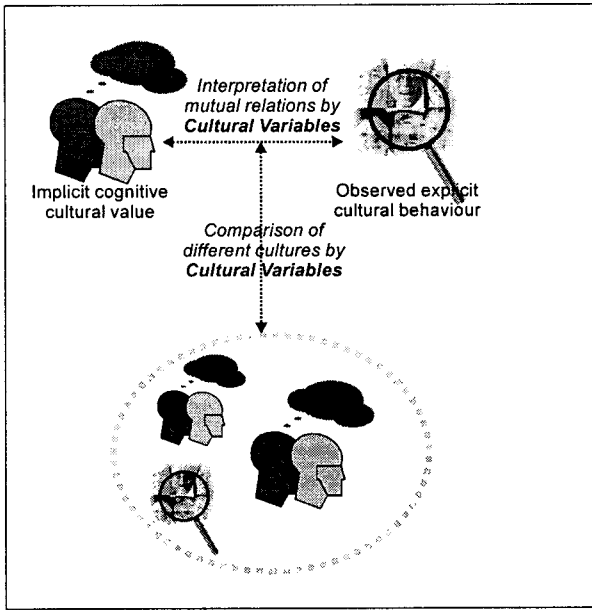 Interpretation of
mutual relations by
Cultural Variables
Implicit cognitive
cultural value
Observed explicit
cultural behaviour
Comparison of
different cultures by
Cultural Variables